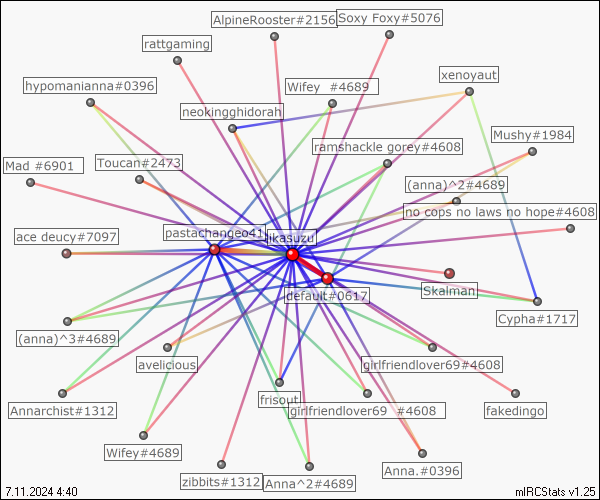 AlpineRooster#2156
Soxy Foxy#5076
rattgaming
xenoyaut
hypomanianna#0396
Wifey #4689
neokingghidorah
Mushy#1984
ramshackle gorey#4608
Mad #6901
Toucan#2473
(anna)^2#4689
no cops no laws no hope#4608
ace deucy#7097
pastachangeo41
ikasuzu
Skalman
default#0617
Cypha#1717
(anna)^3#4689
avelicious
girlfriendlover69#4608
frisout
girlfriendlover69 #4608
Annarchist#1312
fakedingo
Wifey#4689
zibbits#1312
Anna^2#4689
Anna.#0396
7.11.2024 4:40
mIRCStats v1.25